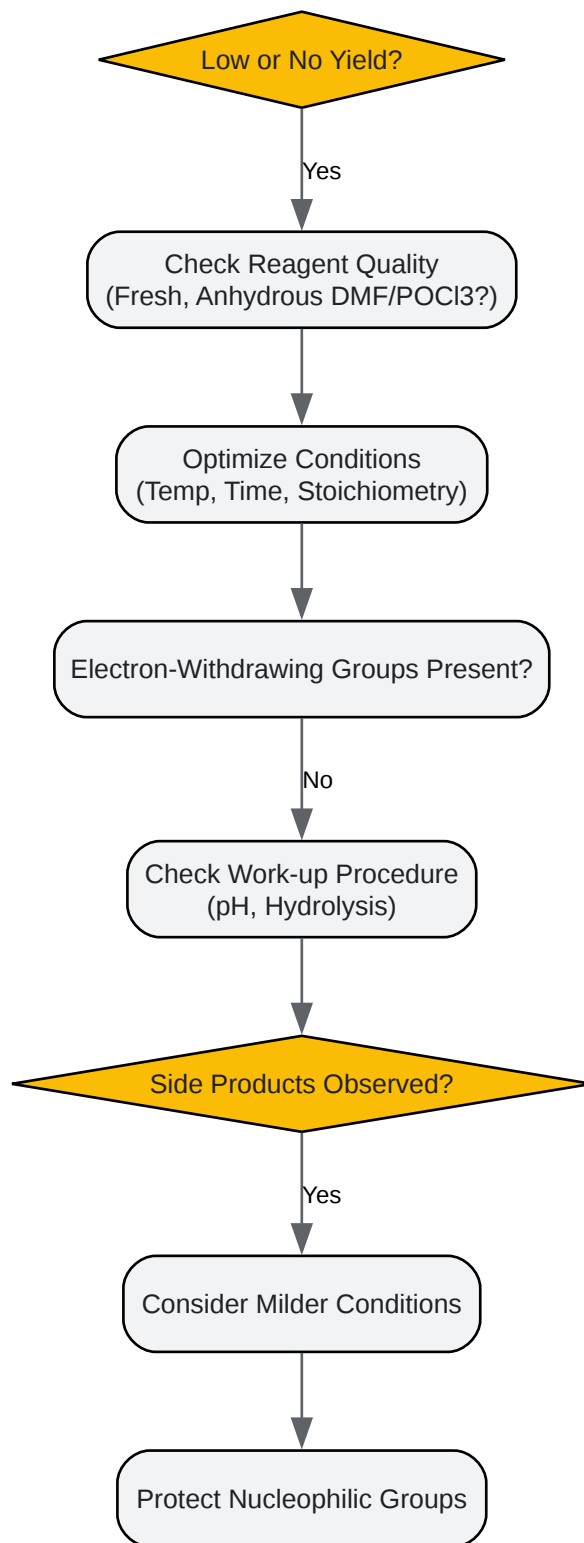 Low or No Yield?
Yes
Check Reagent Quality
(Fresh, Anhydrous DMF/POCl3?)
Optimize Conditions
(Temp, Time, Stoichiometry)
Electron-Withdrawing Groups Present?
No
Check Work-up Procedure
(pH, Hydrolysis)
Side Products Observed?
Yes
Consider Milder Conditions
Protect Nucleophilic Groups